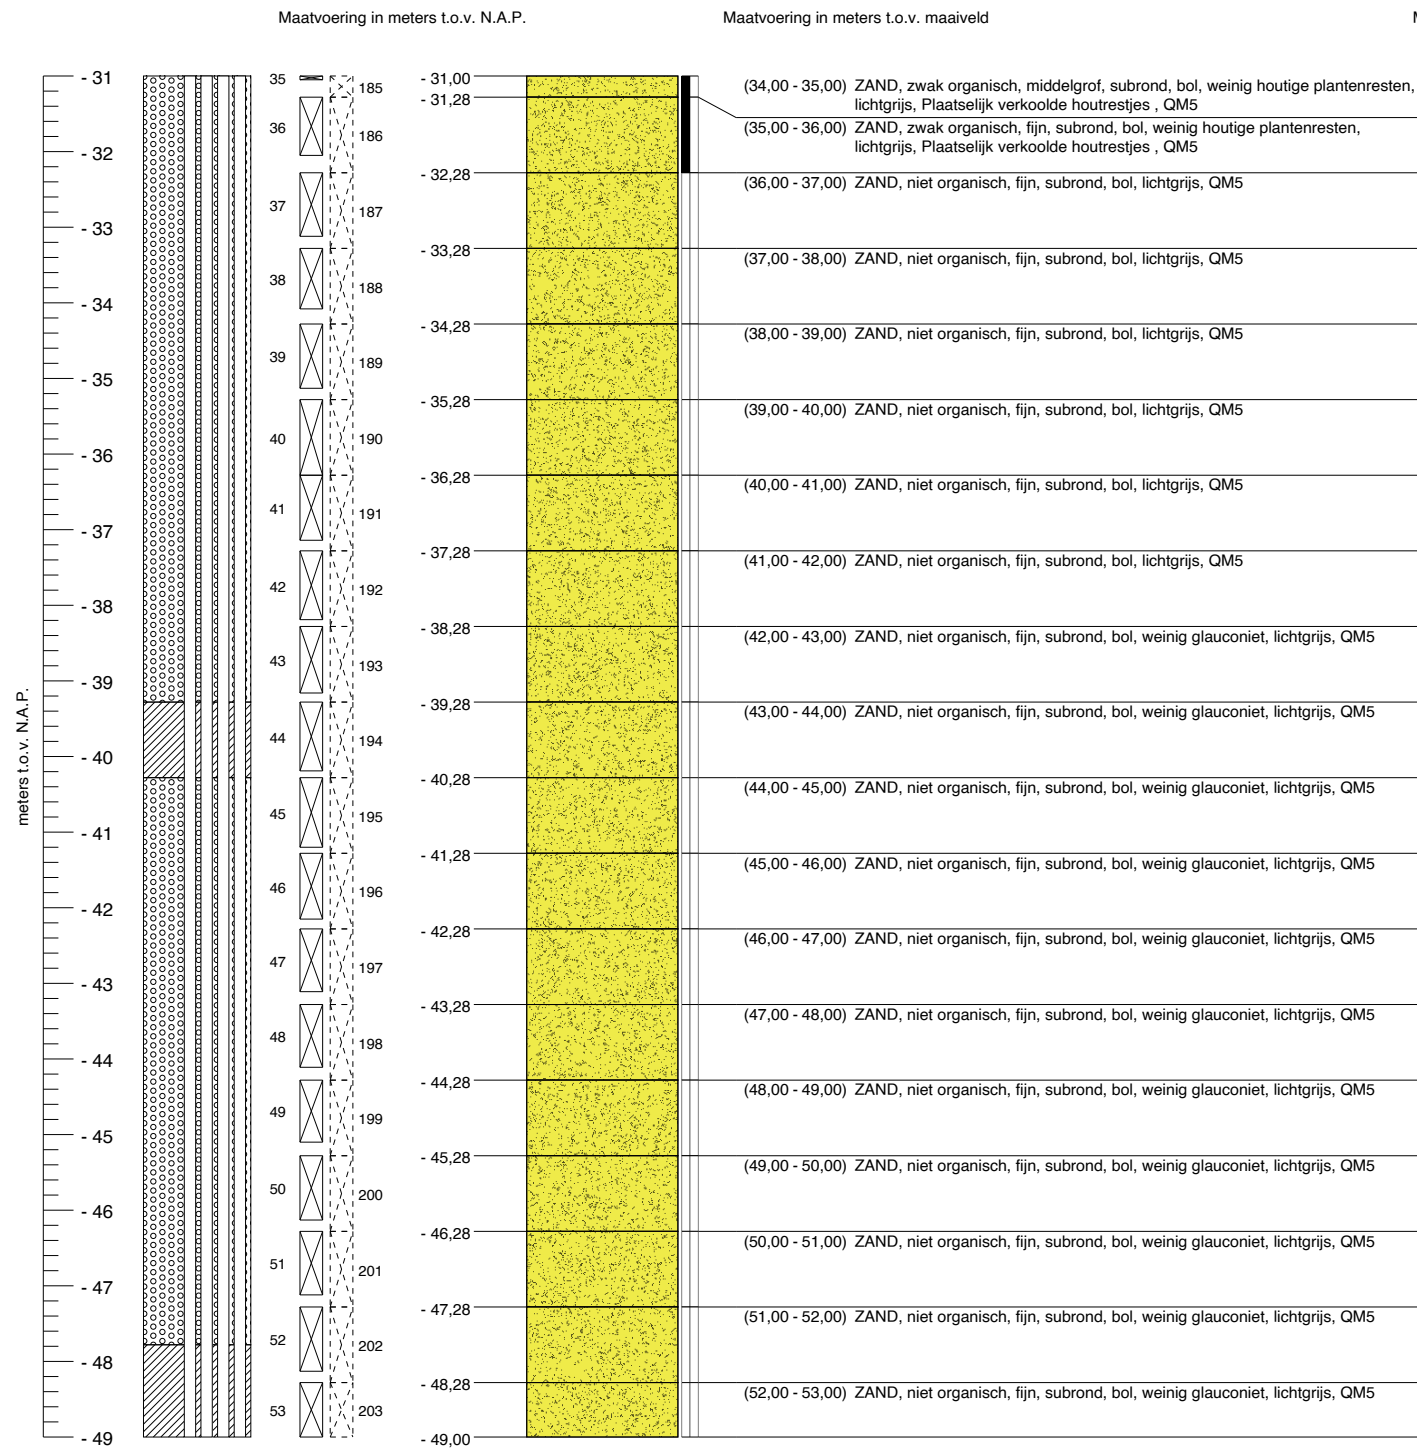 Maatvoering in meters t.o.v. N.A.P.
Maatvoering in meters t.o.v. maaiveld
meters t.o.v. N.A.P.
- 31
- 32
- 33
- 34
- 35
- 36
- 37
- 38
- 39
- 40
- 41
- 42
- 43
- 44
- 45
- 46
- 47
- 48
- 49
35 185
36 186
37 187
38 188
39 189
40 190
41 191
42 192
43 193
44 194
45 195
46 196
47 197
48 198
49 199
50 200
51 201
52 202
53 203
- 31,00
- 31,28
- 32,28
- 33,28
- 34,28
- 35,28
- 36,28
- 37,28
- 38,28
- 39,28
- 40,28
- 41,28
- 42,28
- 43,28
- 44,28
- 45,28
- 46,28
- 47,28
- 48,28
- 49,00
(34,00 - 35,00) ZAND, zwak organisch, middelgrof, subrond, bol, weinig houtige plantenresten,
lichtgrijs, Plaatselijk verkoolde houtrestjes , QM5
(35,00 - 36,00) ZAND, zwak organisch, fijn, subrond, bol, weinig houtige plantenresten,
lichtgrijs, Plaatselijk verkoolde houtrestjes , QM5
(36,00 - 37,00) ZAND, niet organisch, fijn, subrond, bol, lichtgrijs, QM5
(37,00 - 38,00) ZAND, niet organisch, fijn, subrond, bol, lichtgrijs, QM5
(38,00 - 39,00) ZAND, niet organisch, fijn, subrond, bol, lichtgrijs, QM5
(39,00 - 40,00) ZAND, niet organisch, fijn, subrond, bol, lichtgrijs, QM5
(40,00 - 41,00) ZAND, niet organisch, fijn, subrond, bol, lichtgrijs, QM5
(41,00 - 42,00) ZAND, niet organisch, fijn, subrond, bol, lichtgrijs, QM5
(42,00 - 43,00) ZAND, niet organisch, fijn, subrond, bol, weinig glauconiet, lichtgrijs, QM5
(43,00 - 44,00) ZAND, niet organisch, fijn, subrond, bol, weinig glauconiet, lichtgrijs, QM5
(44,00 - 45,00) ZAND, niet organisch, fijn, subrond, bol, weinig glauconiet, lichtgrijs, QM5
(45,00 - 46,00) ZAND, niet organisch, fijn, subrond, bol, weinig glauconiet, lichtgrijs, QM5
(46,00 - 47,00) ZAND, niet organisch, fijn, subrond, bol, weinig glauconiet, lichtgrijs, QM5
(47,00 - 48,00) ZAND, niet organisch, fijn, subrond, bol, weinig glauconiet, lichtgrijs, QM5
(48,00 - 49,00) ZAND, niet organisch, fijn, subrond, bol, weinig glauconiet, lichtgrijs, QM5
(49,00 - 50,00) ZAND, niet organisch, fijn, subrond, bol, weinig glauconiet, lichtgrijs, QM5
(50,00 - 51,00) ZAND, niet organisch, fijn, subrond, bol, weinig glauconiet, lichtgrijs, QM5
(51,00 - 52,00) ZAND, niet organisch, fijn, subrond, bol, weinig glauconiet, lichtgrijs, QM5
(52,00 - 53,00) ZAND, niet organisch, fijn, subrond, bol, weinig glauconiet, lichtgrijs, QM5